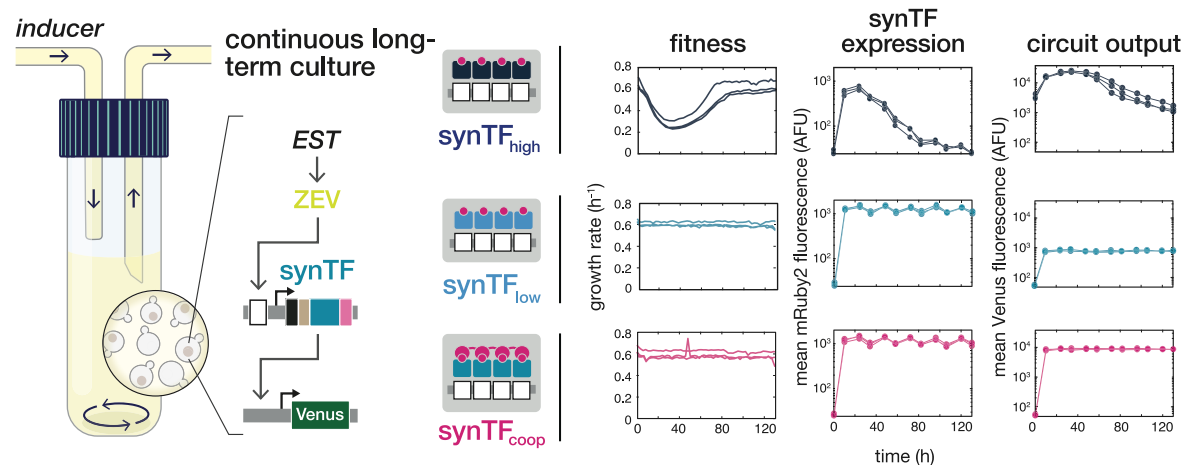 inducer
continuous long-
term culture
EST
ZEV
synTF
Venus
synTFhigh
synTFlow
synTFcoop
fitness
synTF
expression
circuit output
growth rate (h⁻¹)
0.8
0.6
0.4
0.2
0
0.8
0.6
0.4
0.2
0
0.8
0.6
0.4
0.2
0
0
40
80
120
mean mRuby2 fluorescence (AFU)
10³
10²
10³
10²
10³
10²
0
40
80
120
time (h)
mean Venus fluorescence (AFU)
10⁴
10³
10²
10⁴
10³
10²
10⁴
10³
10²
0
40
80
120